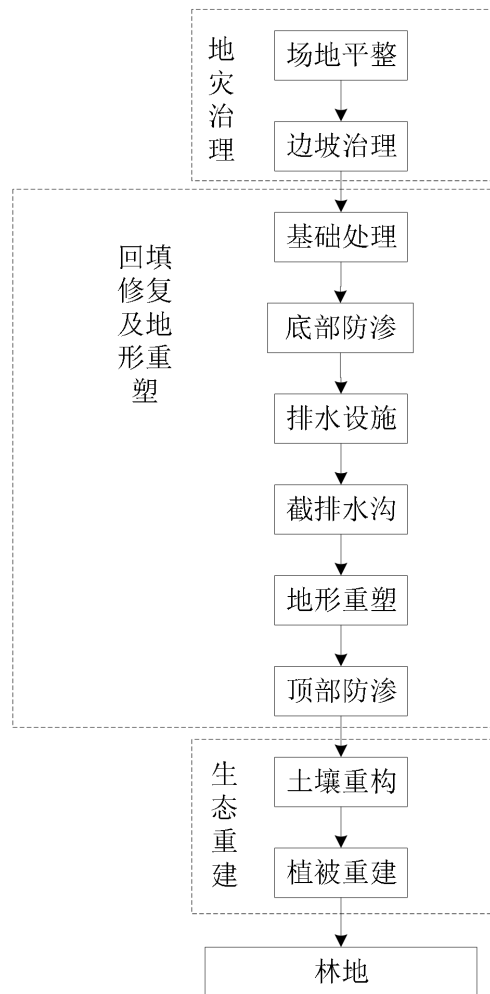 地
灾
治
理
场地平整
边坡治理
回填
修复
及地
形重
塑
基础处理
底部防渗
排水设施
截排水沟
地形重塑
顶部防渗
生
态
重
建
土壤重构
植被重建
林地